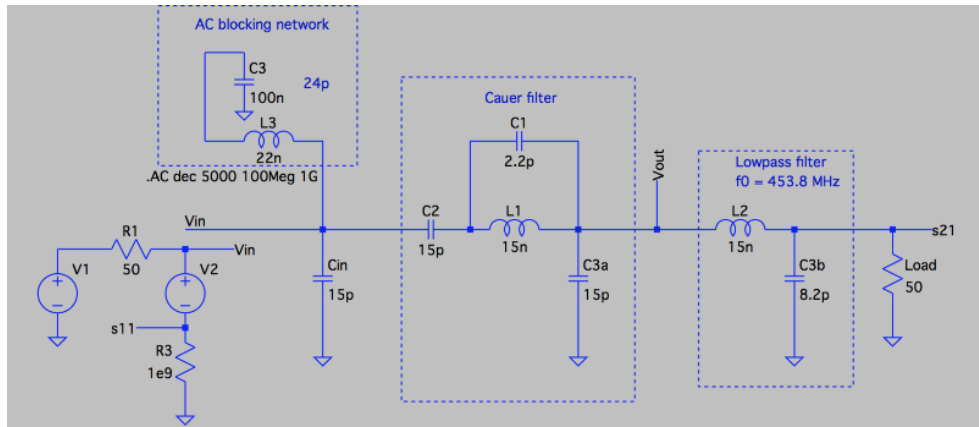 AC blocking network
C3
24p
100n
L3
22n
.AC dec 5000 100Meg 1G
Cauer filter
C1
2.2p
C2
15p
L1
15n
C3a
15p
Vout
Lowpass filter
f0 = 453.8 MHz
L2
15n
C3b
8.2p
s21
Load
50
Vin
Vin
R1
50
V1
V2
s11
R3
1e9
Cin
15p